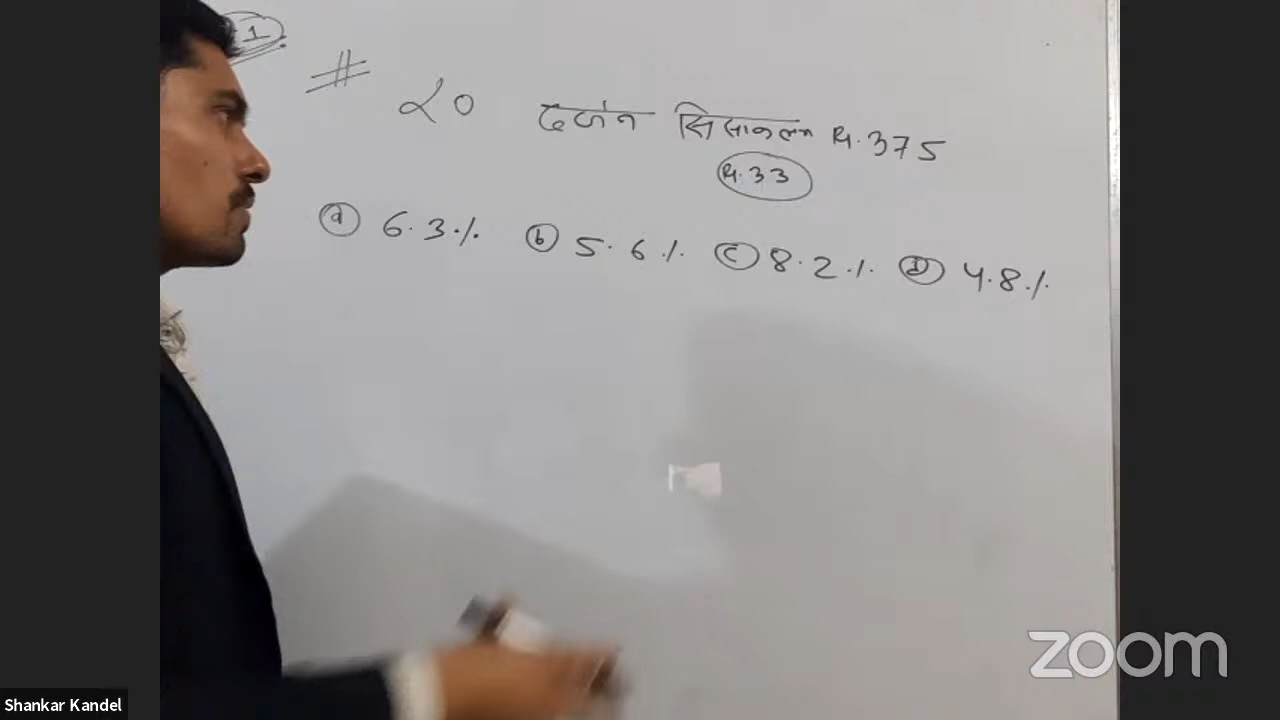 1
#
२० दर्जन सिसाकलम रु. 375
रु. 33
(a) 6.3% (b) 5.6% (c) 8.2% (D) 4.8%
zoom
Shankar Kandel